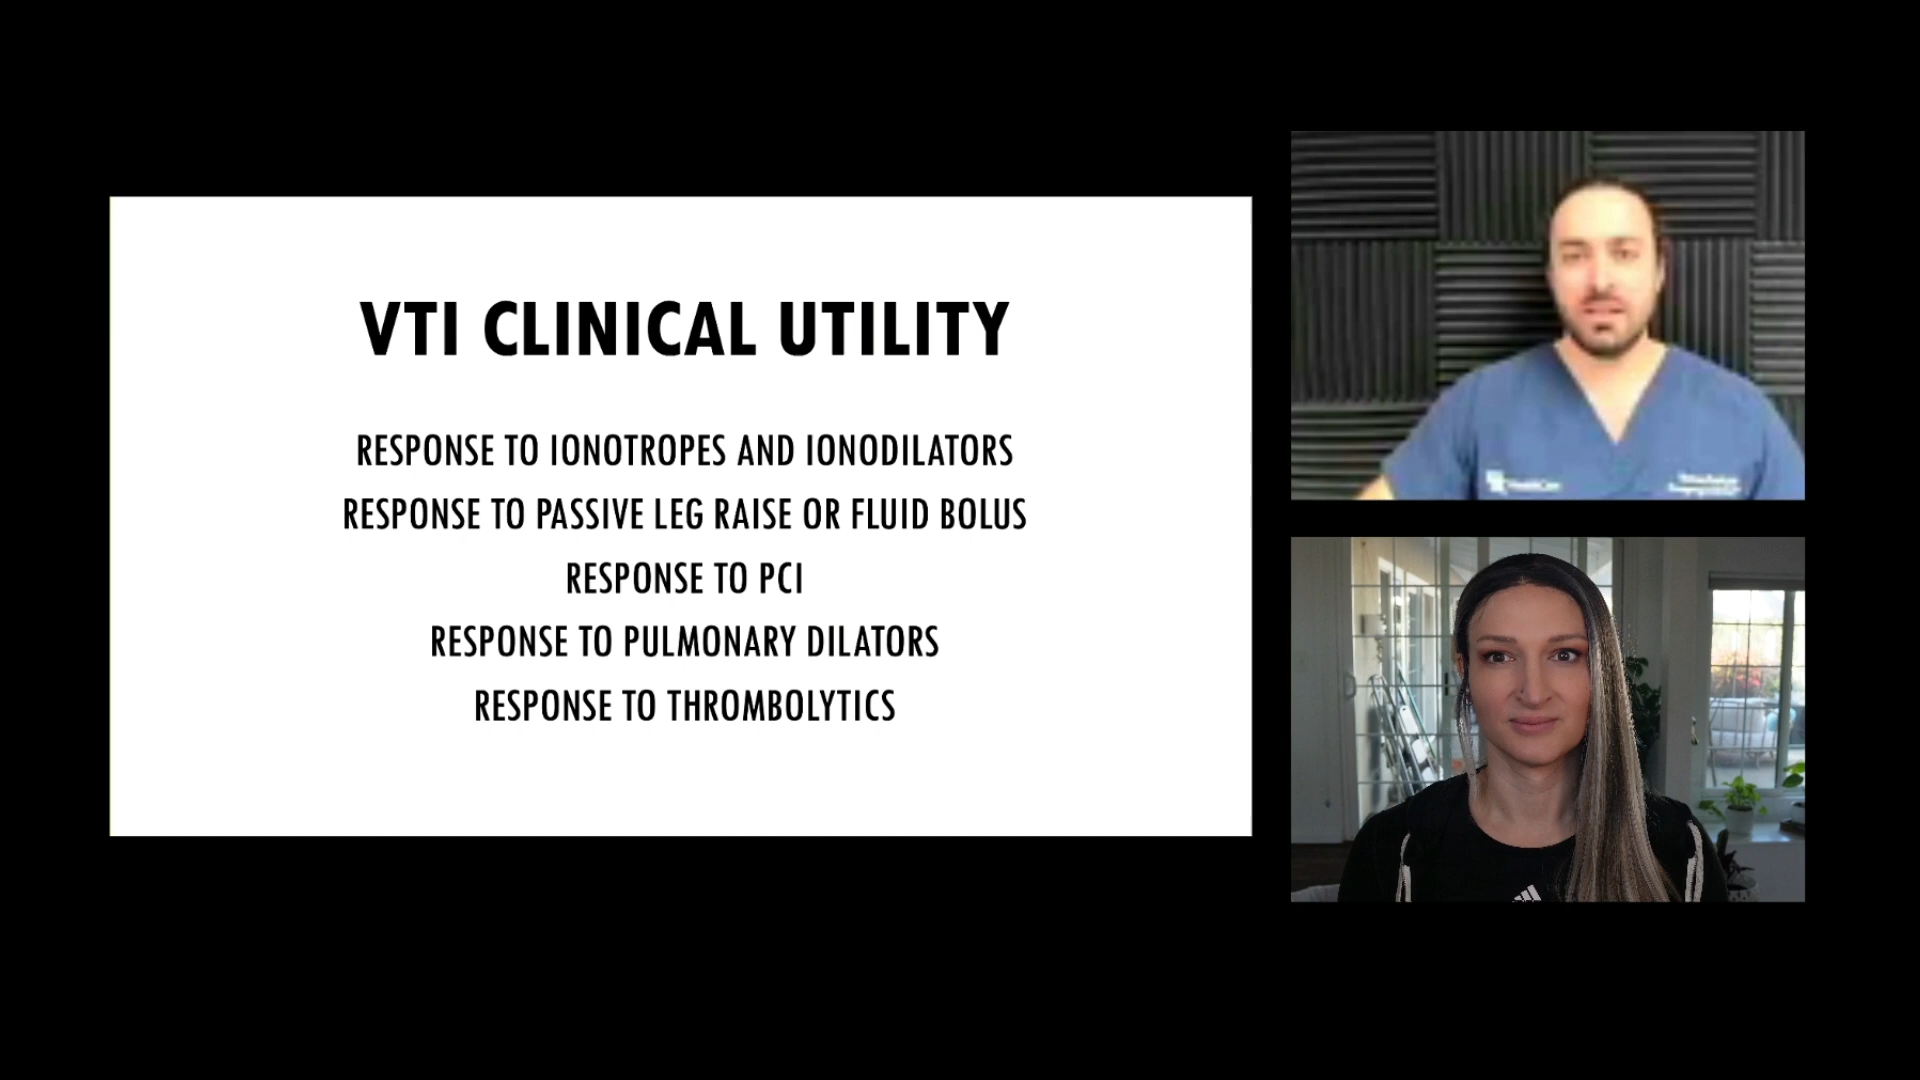 VTI CLINICAL UTILITY
RESPONSE TO IONOTROPES AND IONODILATORS
RESPONSE TO PASSIVE LEG RAISE OR FLUID BOLUS
RESPONSE TO PCI
RESPONSE TO PULMONARY DILATORS
RESPONSE TO THROMBOLYTICS